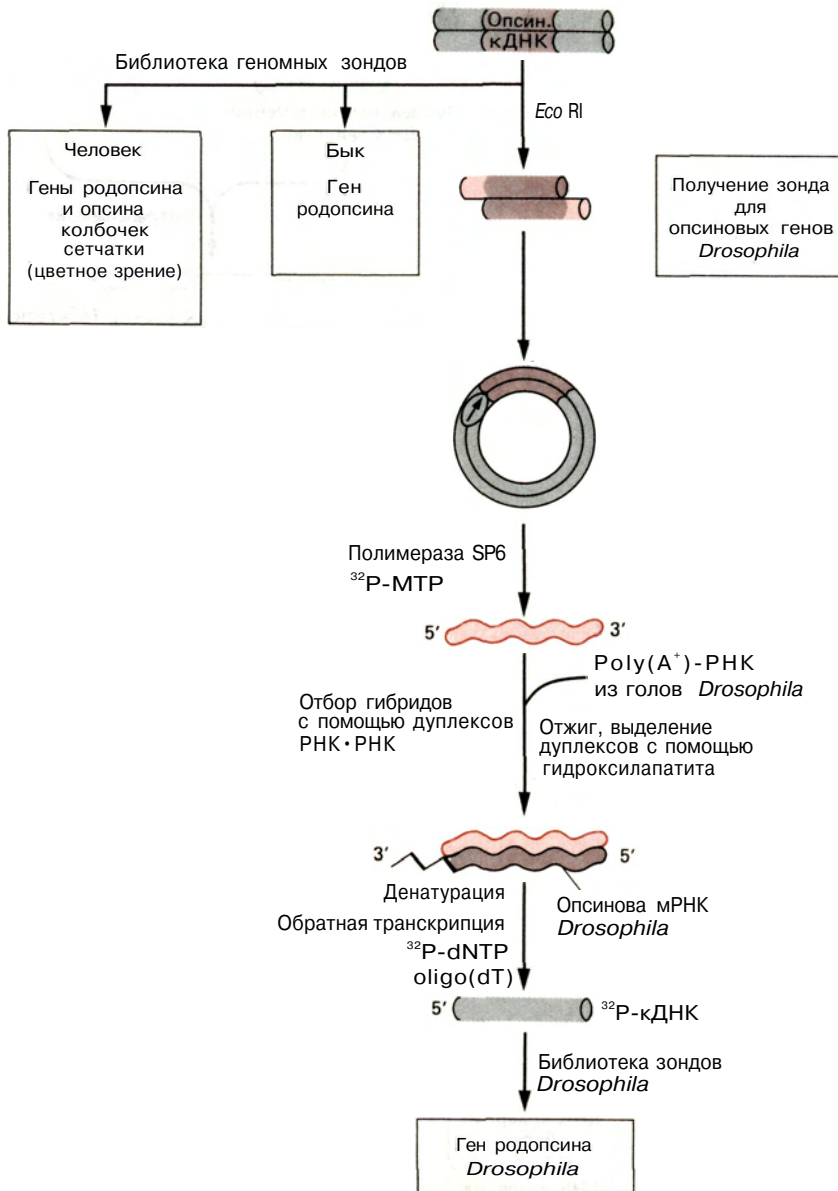 Опсин.
кДНК
Библиотека геномных зондов
Eco RI
Человек
Гены родопсина
и опсина
колбочек
сетчатки
(цветное зрение)
Бык
Ген
родопсина
Получение зонда
для
опсиновых генов
Drosophila
Полимераза SP6
³²P-МТР
5′ 3′
Poly(A⁺)-РНК
из голов Drosophila
Отбор гибридов
с помощью дуплексов
РНК·РНК
Отжиг, выделение
дуплексов с помощью
гидроксилапатита
3′ 5′
Денатурация
Опсинова мРНК
Drosophila
Обратная транскрипция
³²P-dNTP
oligo(dT)
5′ ³²P-кДНК
Библиотека зондов
Drosophila
Ген родопсина
Drosophila